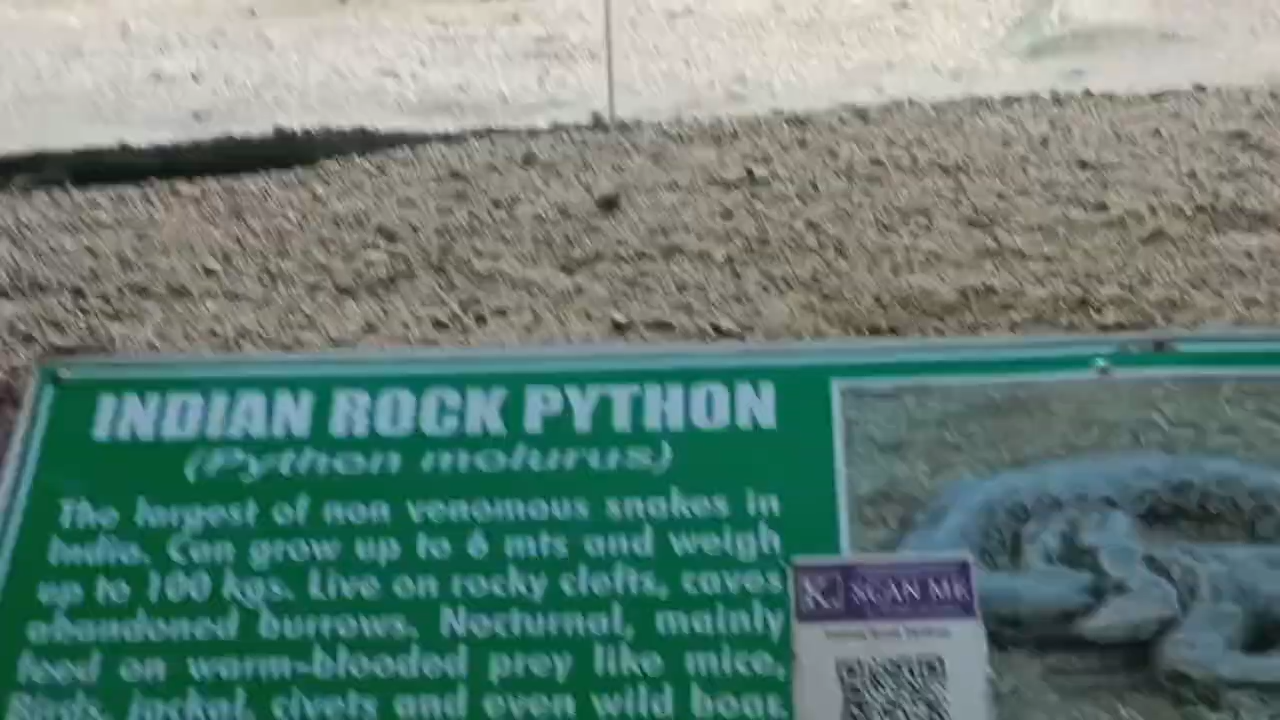 INDIAN ROCK PYTHON
(Python molurus)
The largest of non venomous snakes in
India. Can grow up to 6 mts and weigh
up to 100 kgs. Live on rocky clefts, caves
abandoned burrows. Nocturnal, mainly
feed on warm-blooded prey like mice,
Birds, jackal, civets and even wild boar.
SCAN ME